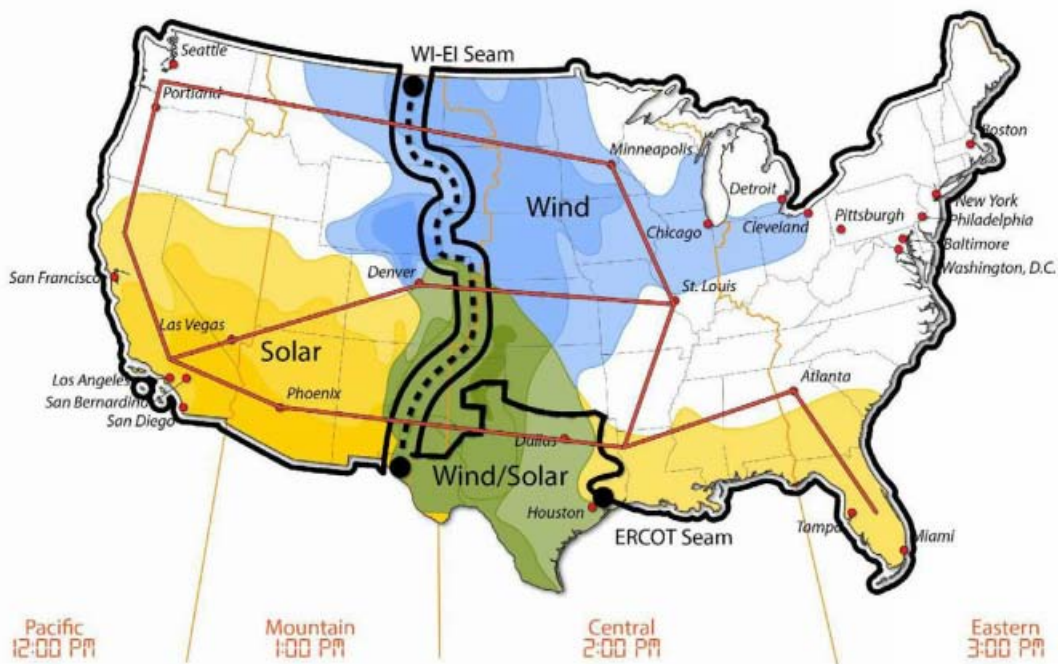 WI-EI Seam
Seattle
Portland
Minneapolis
Boston
Detroit
New York
Wind
Chicago
Cleveland
Pittsburgh
Philadelphia
Baltimore
Washington, D.C.
San Francisco
Denver
St. Louis
Las Vegas
Solar
Los Angeles
San Bernardino
San Diego
Phoenix
Atlanta
Dallas
Wind/Solar
Houston
ERCOT Seam
Tampa
Miami
Pacific
12:00 PM
Mountain
1:00 PM
Central
2:00 PM
Eastern
3:00 PM